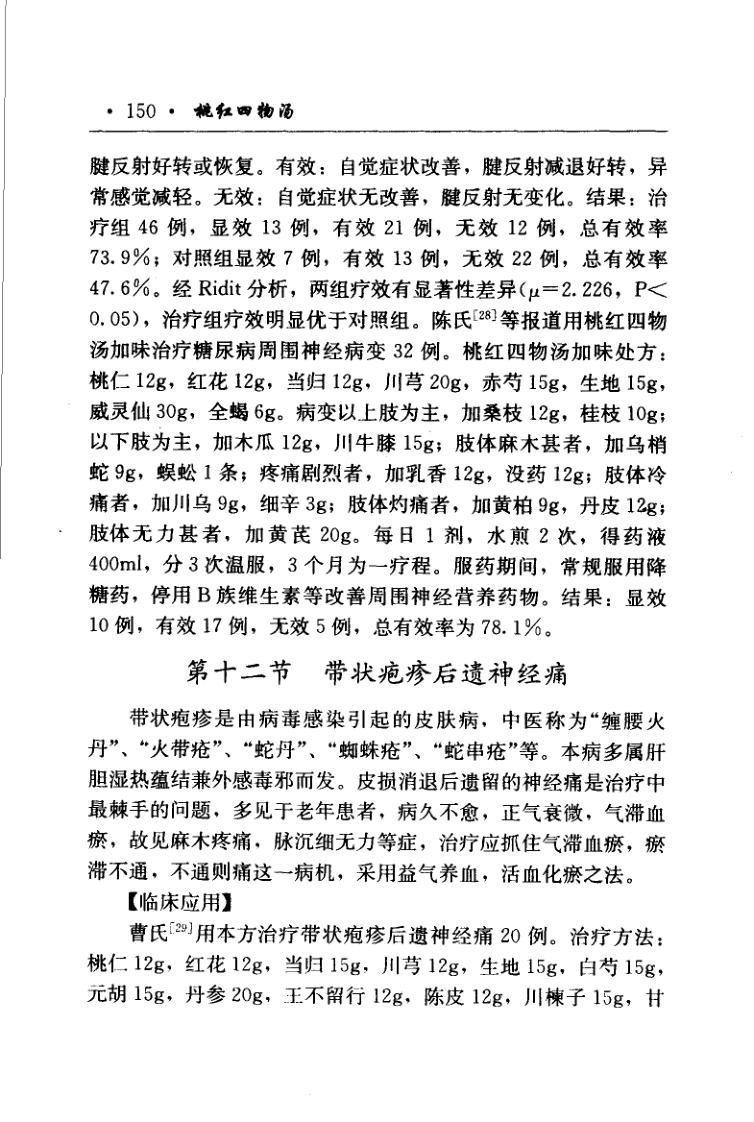 · 150 · 桃红四物汤
腱反射好转或恢复。有效：自觉症状改善，腱反射减退好转，异
常感觉减轻。无效：自觉症状无改善，腱反射无变化。结果：治
疗组 46 例，显效 13 例，有效 21 例，无效 12 例，总有效率
73.9%；对照组显效 7 例，有效 13 例，无效 22 例，总有效率
47.6%。经 Ridit 分析，两组疗效有显著性差异(μ=2.226，P<
0.05)，治疗组疗效明显优于对照组。陈氏[28]等报道用桃红四物
汤加味治疗糖尿病周围神经病变 32 例。桃红四物汤加味处方：
桃仁 12g，红花 12g，当归 12g，川芎 20g，赤芍 15g，生地 15g，
威灵仙 30g，全蝎 6g。病变以上肢为主，加桑枝 12g，桂枝 10g；
以下肢为主，加木瓜 12g，川牛膝 15g；肢体麻木甚者，加乌梢
蛇 9g，蜈蚣 1 条；疼痛剧烈者，加乳香 12g，没药 12g；肢体冷
痛者，加川乌 9g，细辛 3g；肢体灼痛者，加黄柏 9g，丹皮 12g；
肢体无力甚者，加黄芪 20g。每日 1 剂，水煎 2 次，得药液
400ml，分 3 次温服，3 个月为一疗程。服药期间，常规服用降
糖药，停用 B 族维生素等改善周围神经营养药物。结果：显效
10 例，有效 17 例，无效 5 例，总有效率为 78.1%。
第十二节 带状疱疹后遗神经痛
带状疱疹是由病毒感染引起的皮肤病，中医称为“缠腰火
丹”、“火带疮”、“蛇丹”、“蜘蛛疮”、“蛇串疮”等。本病多属肝
胆湿热蕴结兼外感毒邪而发。皮损消退后遗留的神经痛是治疗中
最棘手的问题，多见于老年患者，病久不愈，正气衰微，气滞血
瘀，故见麻木疼痛，脉沉细无力等症，治疗应抓住气滞血瘀，瘀
滞不通，不通则痛这一病机，采用益气养血，活血化瘀之法。
【临床应用】
曹氏[29]用本方治疗带状疱疹后遗神经痛 20 例。治疗方法：
桃仁 12g，红花 12g，当归 15g，川芎 12g，生地 15g，白芍 15g，
元胡 15g，丹参 20g，王不留行 12g，陈皮 12g，川楝子 15g，甘